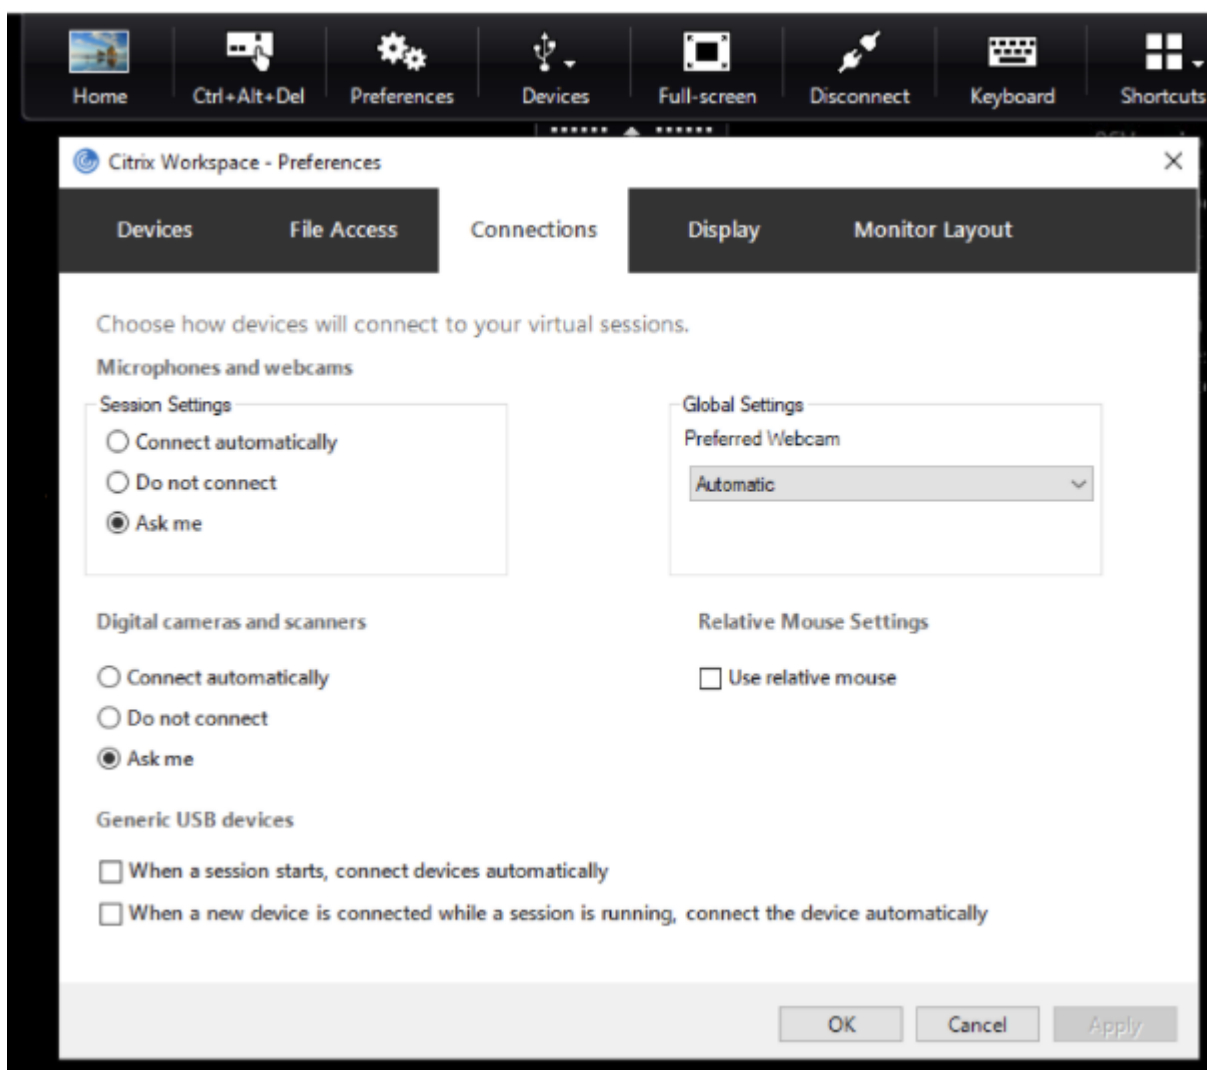 Home
Ctrl+Alt+Del
Preferences
Devices
Full-screen
Disconnect
Keyboard
Shortcuts
Citrix Workspace - Preferences
Devices
File Access
Connections
Display
Monitor Layout
Choose how devices will connect to your virtual sessions.
Microphones and webcams
Session Settings
Connect automatically
Do not connect
Ask me
Global Settings
Preferred Webcam
Automatic
Digital cameras and scanners
Connect automatically
Do not connect
Ask me
Relative Mouse Settings
Use relative mouse
Generic USB devices
When a session starts, connect devices automatically
When a new device is connected while a session is running, connect the device automatically
OK
Cancel
Apply